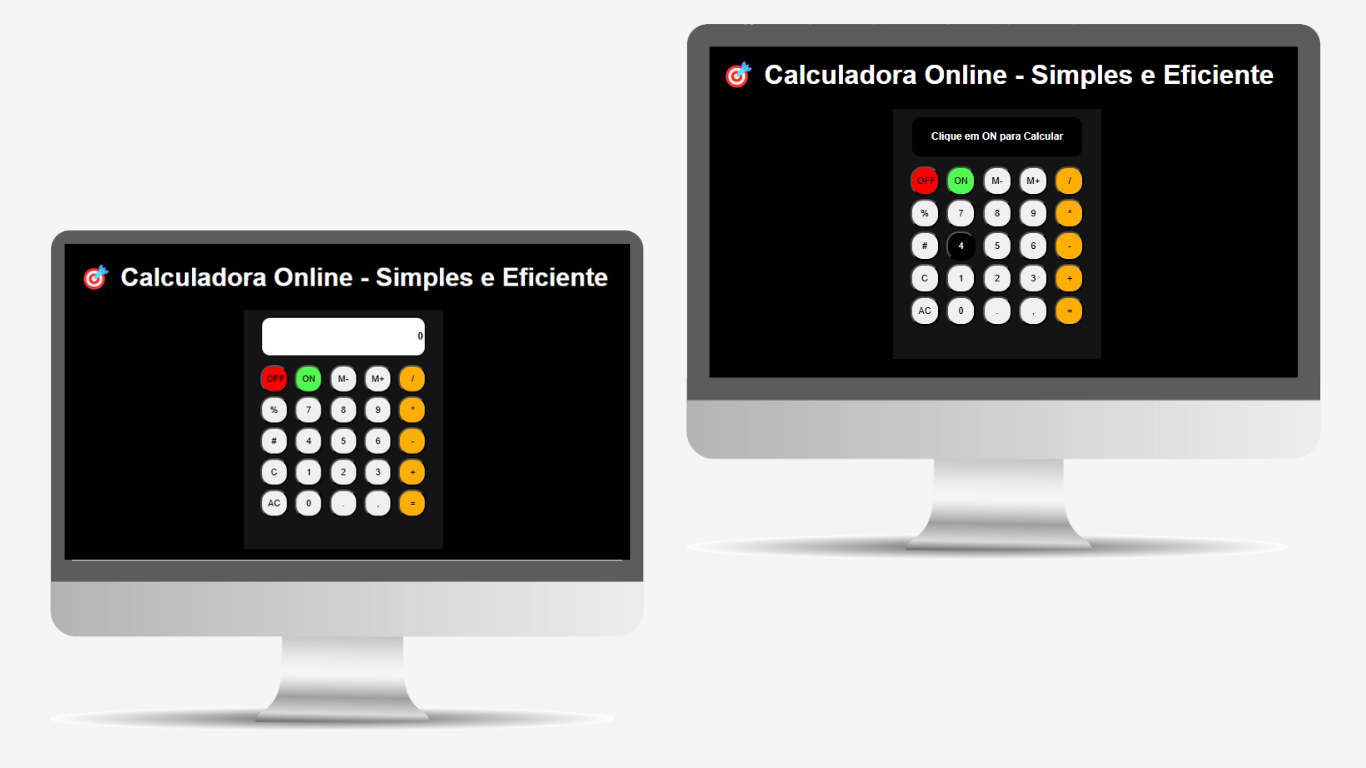 Calculadora Online - Simples e Eficiente
0
OFF ON M- M+ /
% 7 8 9 *
# 4 5 6 -
C 1 2 3 +
AC 0 . , =
Calculadora Online - Simples e Eficiente
Clique em ON para Calcular
OFF ON M- M+ /
% 7 8 9 *
# 4 5 6 -
C 1 2 3 +
AC 0 . , =